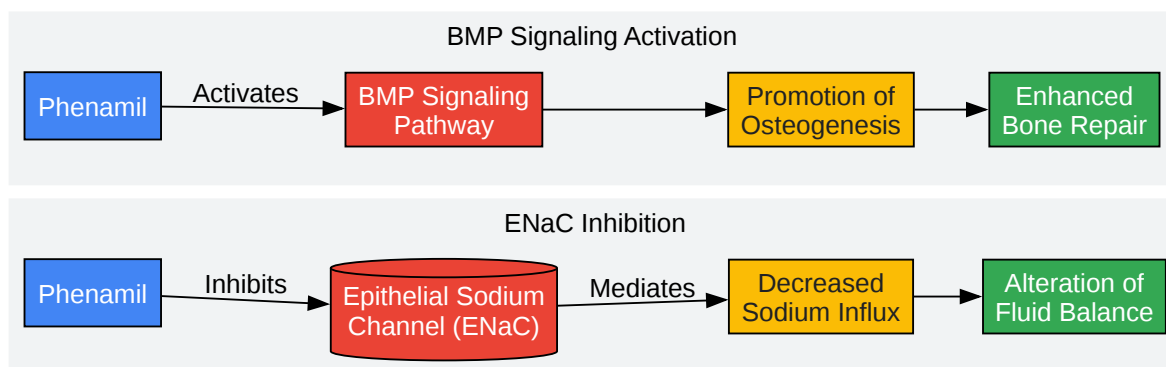 BMP Signaling Activation
Phenamil
Activates
BMP Signaling
Pathway
Promotion of
Osteogenesis
Enhanced
Bone Repair
ENaC Inhibition
Phenamil
Inhibits
Epithelial Sodium
Channel (ENaC)
Mediates
Decreased
Sodium Influx
Alteration of
Fluid Balance